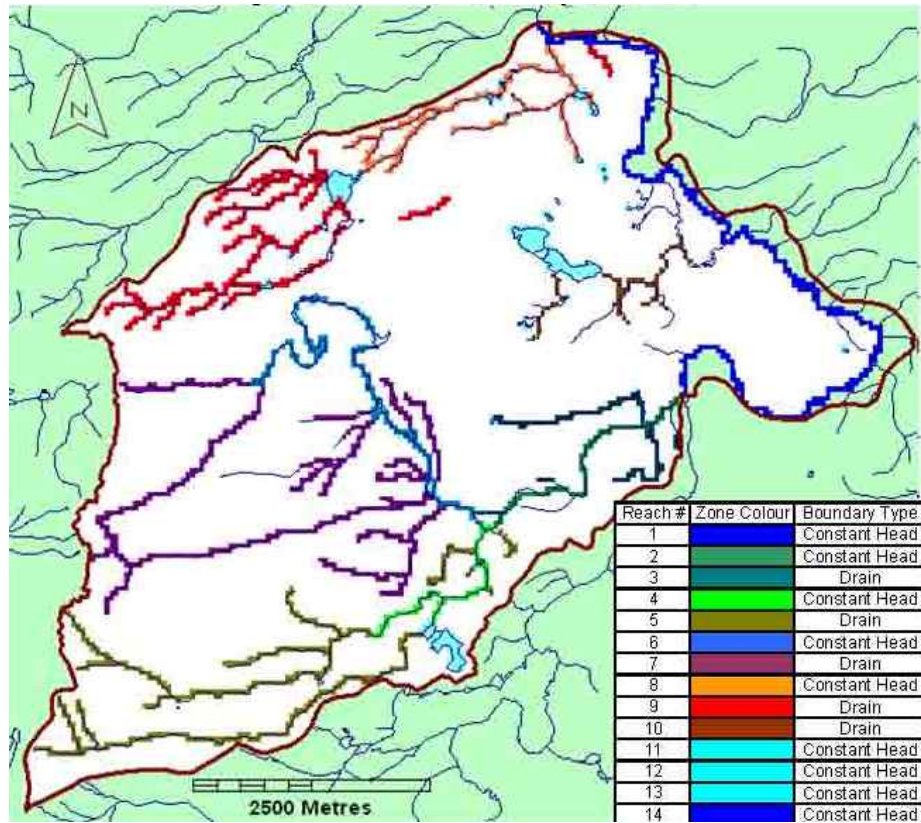 N
Reach # Zone Colour Boundary Type
1 Constant Head
2 Constant Head
3 Drain
4 Constant Head
5 Drain
6 Constant Head
7 Drain
8 Constant Head
9 Drain
10 Drain
11 Constant Head
12 Constant Head
13 Constant Head
14 Constant Head
2500 Metres